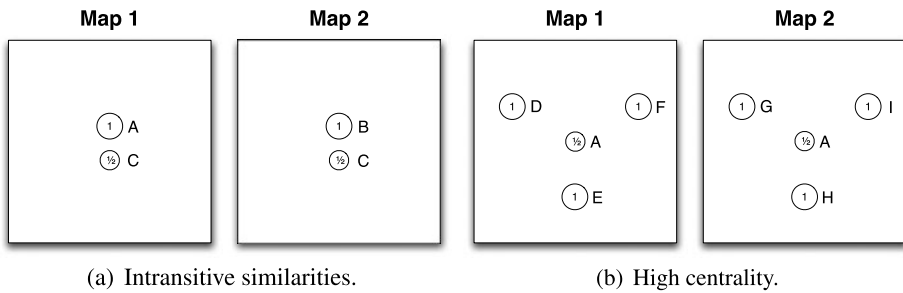 Map 1 Map 2 Map 1 Map 2
1 D 1 F 1 G 1 I
1 A 1 B
½ A ½ A
½ C ½ C
1 E 1 H
(a) Intransitive similarities. (b) High centrality.